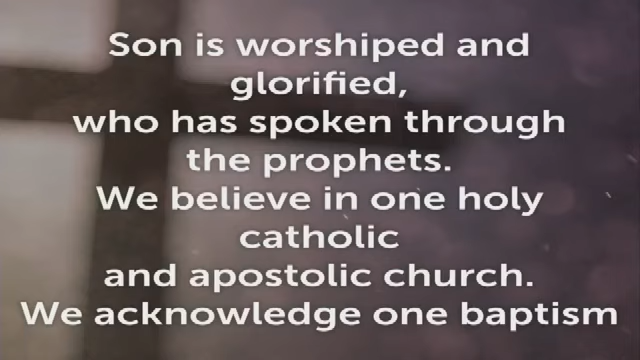 Son is worshiped and
glorified,
who has spoken through
the prophets.
We believe in one holy
catholic
and apostolic church.
We acknowledge one baptism